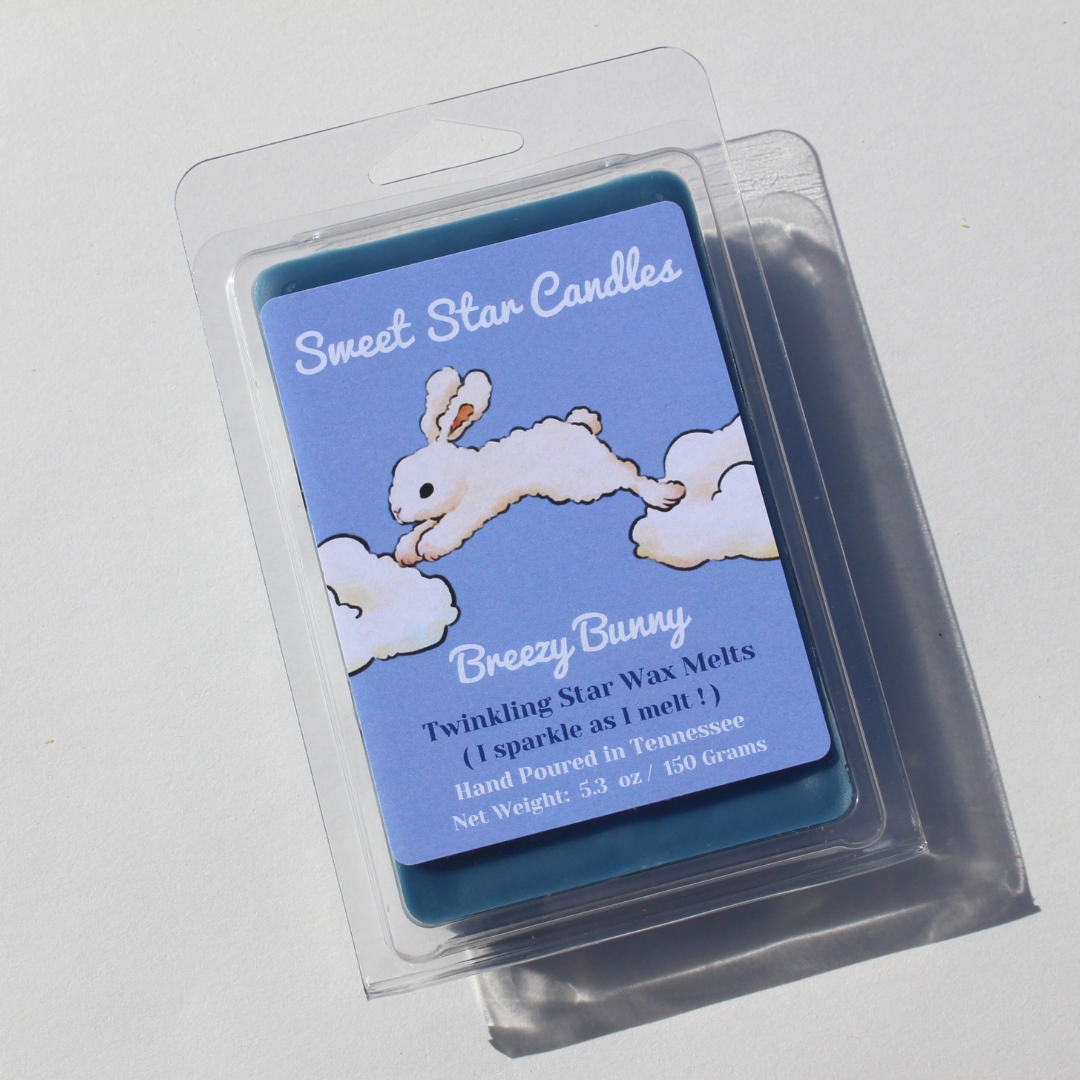 Sweet Star Candles
Breezy Bunny
Twinkling Star Wax Melts
( I sparkle as I melt ! )
Hand Poured in Tennessee
Net Weight: 5.3 oz / 150 Grams